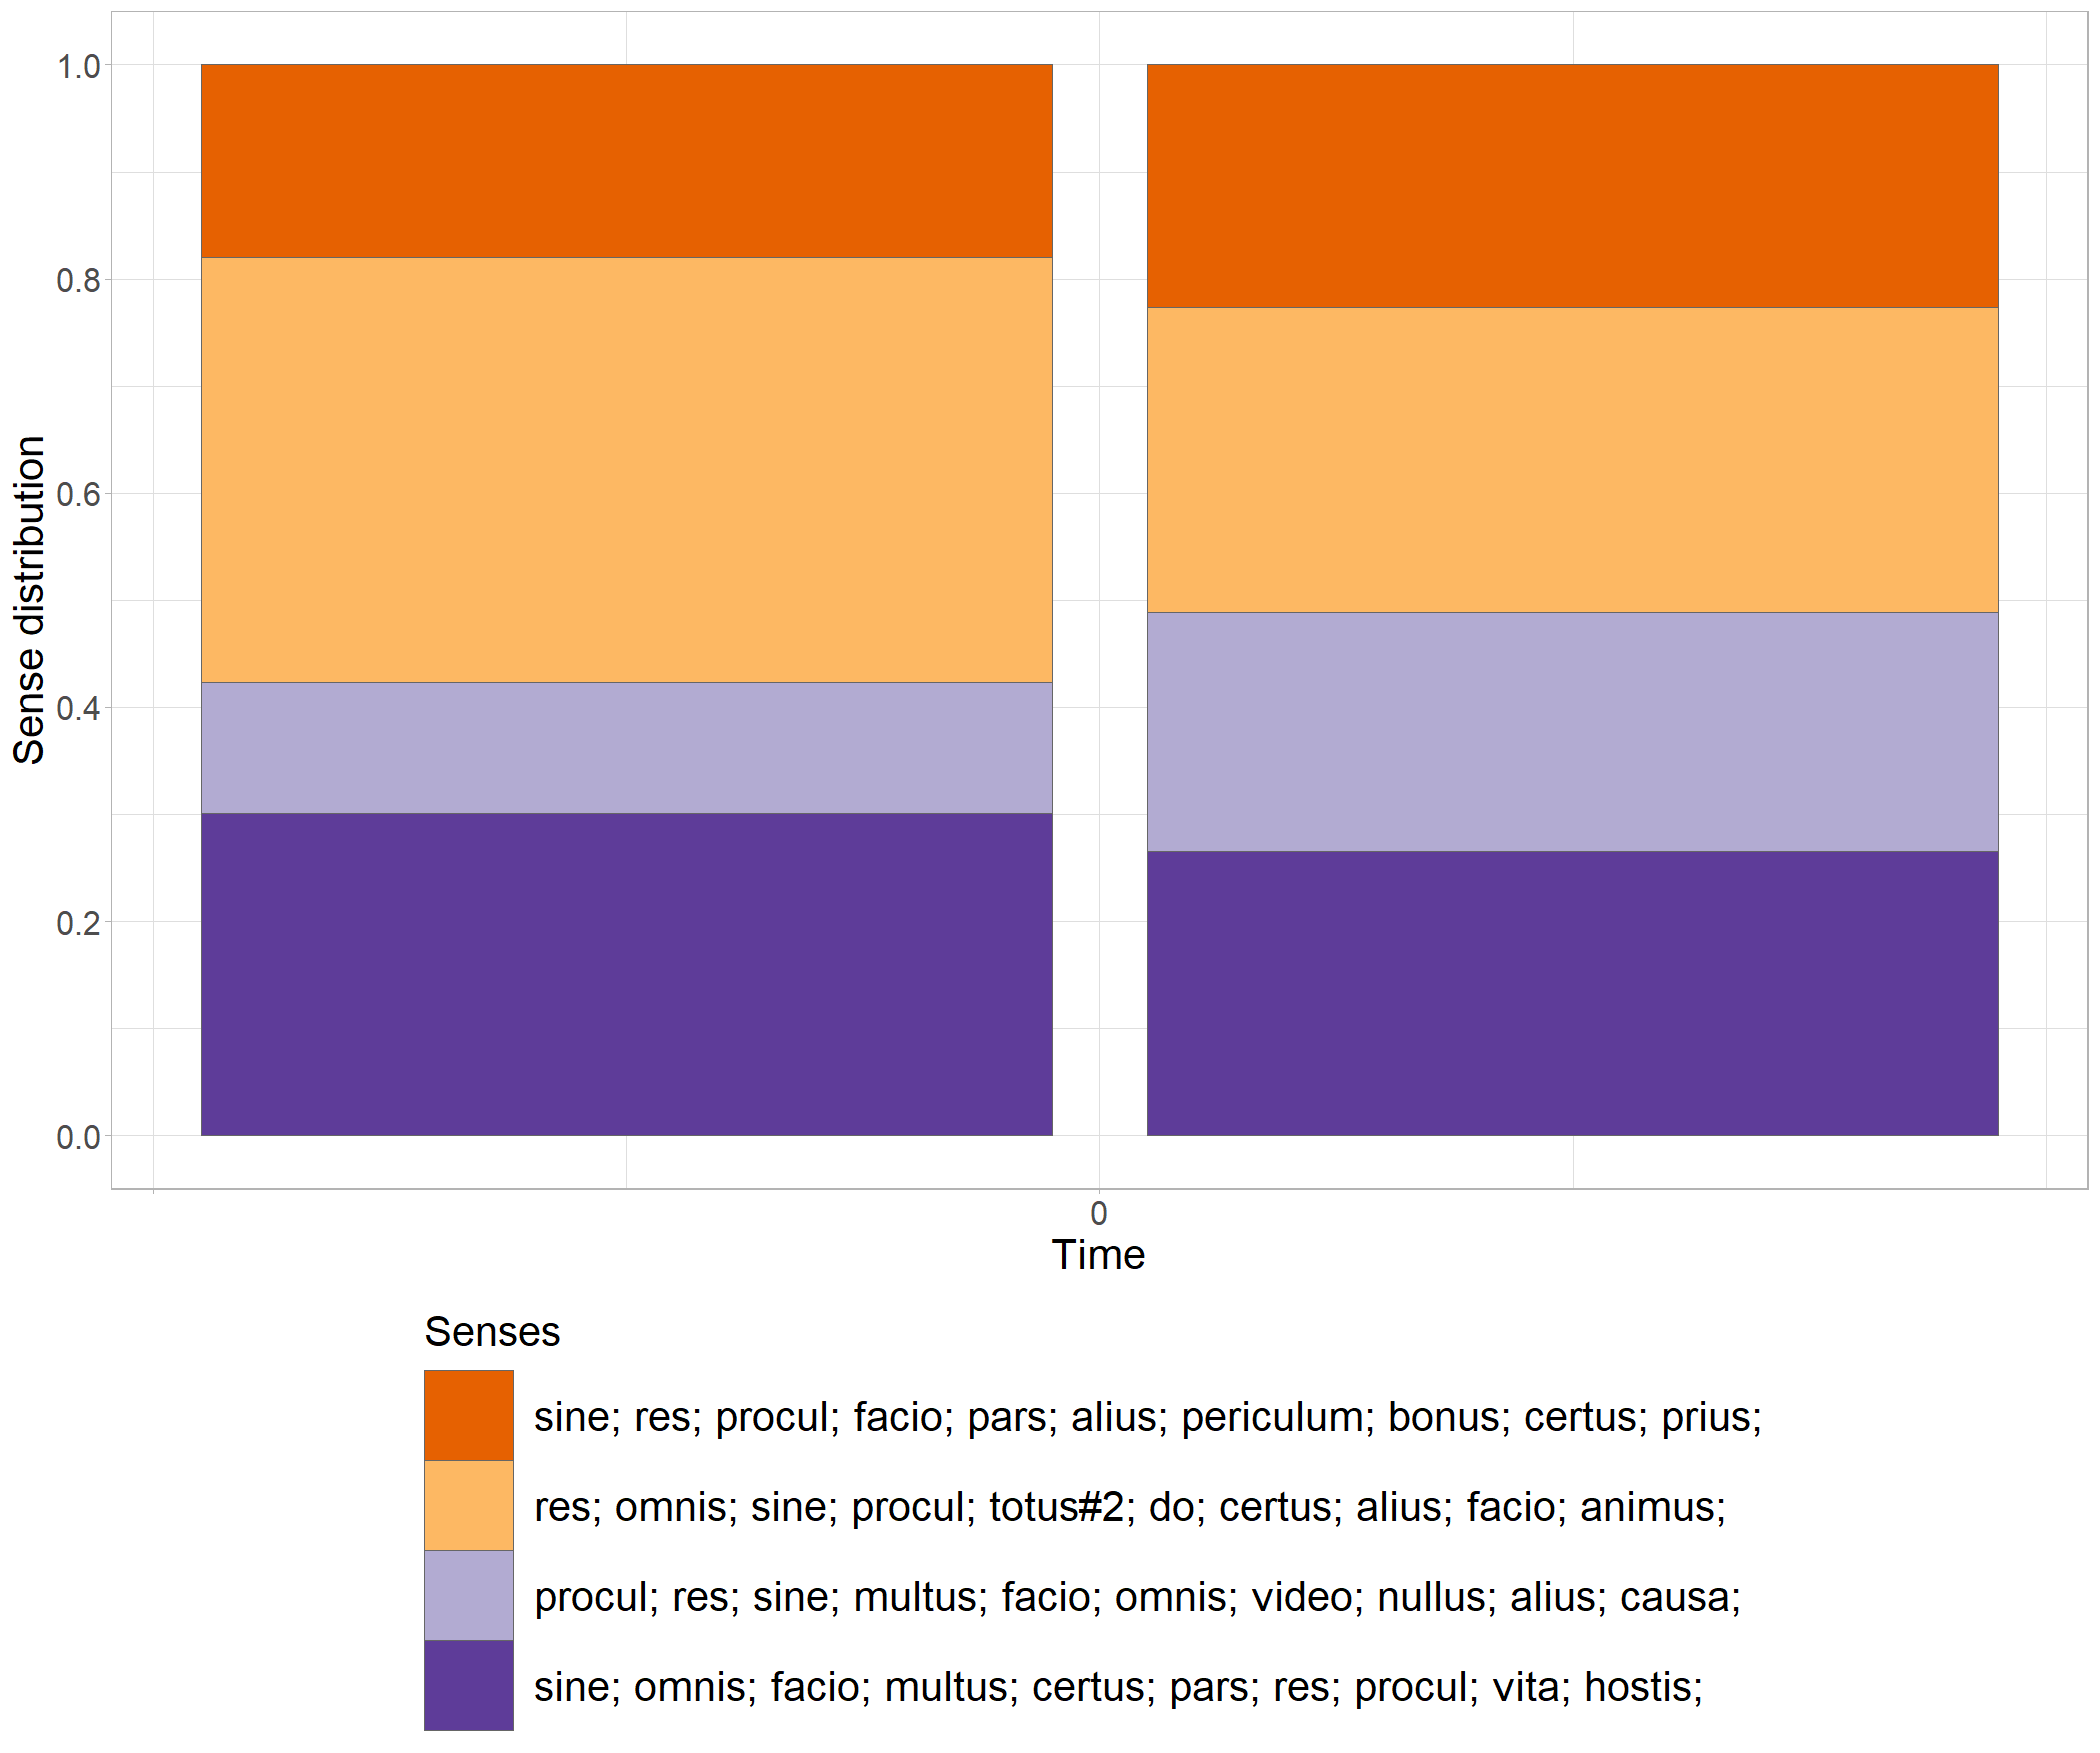 1.0
0.8
0.6
0.4
0.2
0.0
Sense distribution
0
Time
Senses
sine; res; procul; facio; pars; alius; periculum; bonus; certus; prius;
res; omnis; sine; procul; totus#2; do; certus; alius; facio; animus;
procul; res; sine; multus; facio; omnis; video; nullus; alius; causa;
sine; omnis; facio; multus; certus; pars; res; procul; vita; hostis;